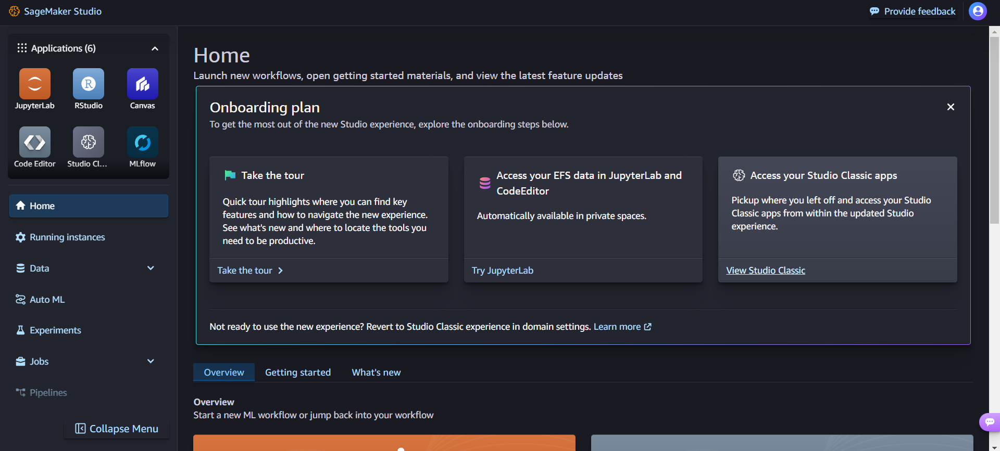 SageMaker Studio
Provide feedback
Applications (6)
JupyterLab
R
RStudio
Canvas
Code Editor
Studio Cl...
MLflow
Home
Running instances
Data
Auto ML
Experiments
Jobs
Pipelines
Collapse Menu
Home
Launch new workflows, open getting started materials, and view the latest feature updates
Onboarding plan
To get the most out of the new Studio experience, explore the onboarding steps below.
Take the tour
Quick tour highlights where you can find key
features and how to navigate the new experience.
See what's new and where to locate the tools you
need to be productive.
Take the tour
Access your EFS data in JupyterLab and
CodeEditor
Automatically available in private spaces.
Try JupyterLab
Access your Studio Classic apps
Pickup where you left off and access your Studio
Classic apps from within the updated Studio
experience.
View Studio Classic
Not ready to use the new experience? Revert to Studio Classic experience in domain settings. Learn more
Overview
Getting started
What's new
Overview
Start a new ML workflow or jump back into your workflow